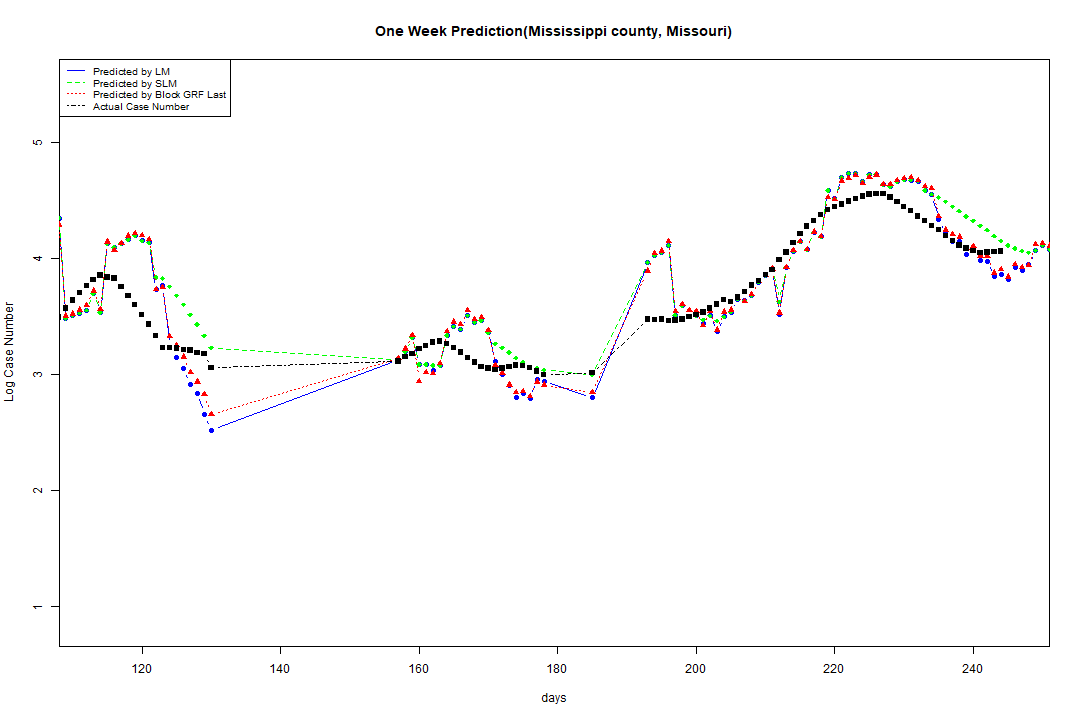 One Week Prediction(Mississippi county, Missouri)
Predicted by LM
Predicted by SLM
Predicted by Block GRF Last
Actual Case Number
5
4
3
2
1
Log Case Number
120 140 160 180 200 220 240
days